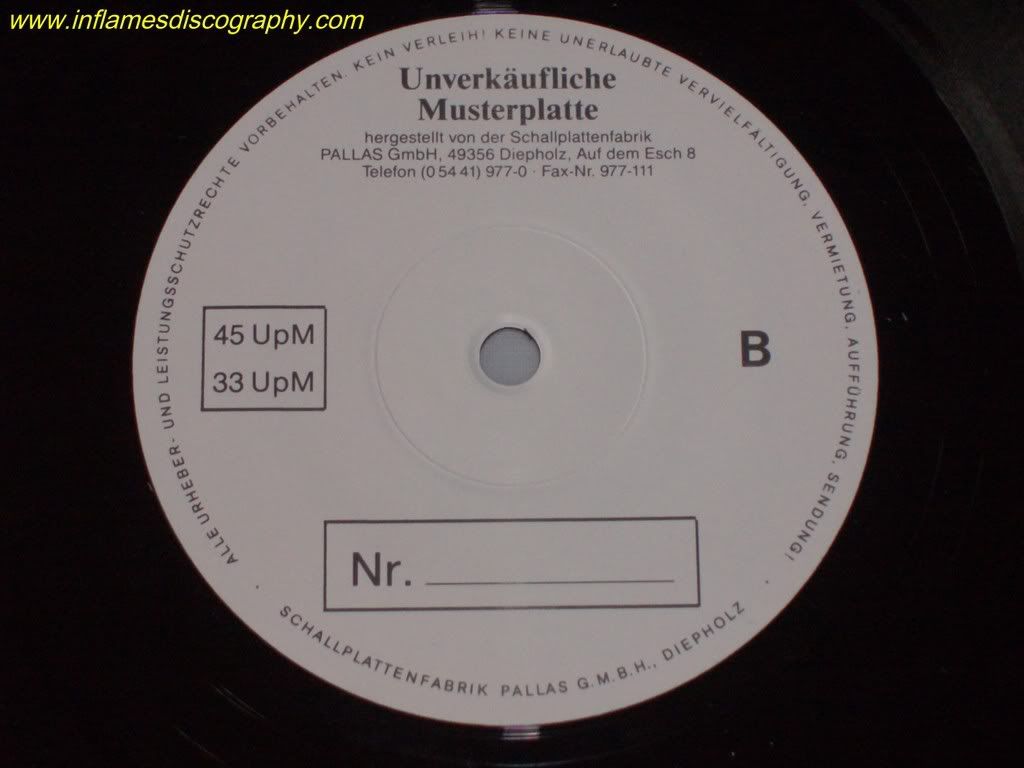 www.inflamesdiscography.com
ALLE URHEBER- UND LEISTUNGSSCHUTZRECHTE VORBEHALTEN. KEIN VERLEIH! KEINE UNERLAUBTE VERVIELFÄLTIGUNG, VERMIETUNG, AUFFÜHRUNG, SENDUNG!
Unverkäufliche
Musterplatte
hergestellt von der Schallplattenfabrik
PALLAS GmbH, 49356 Diepholz, Auf dem Esch 8
Telefon (0 54 41) 977-0 · Fax-Nr. 977-111
45 UpM
33 UpM
B
Nr.
· SCHALLPLATTENFABRIK PALLAS G.M.B.H., DIEPHOLZ ·